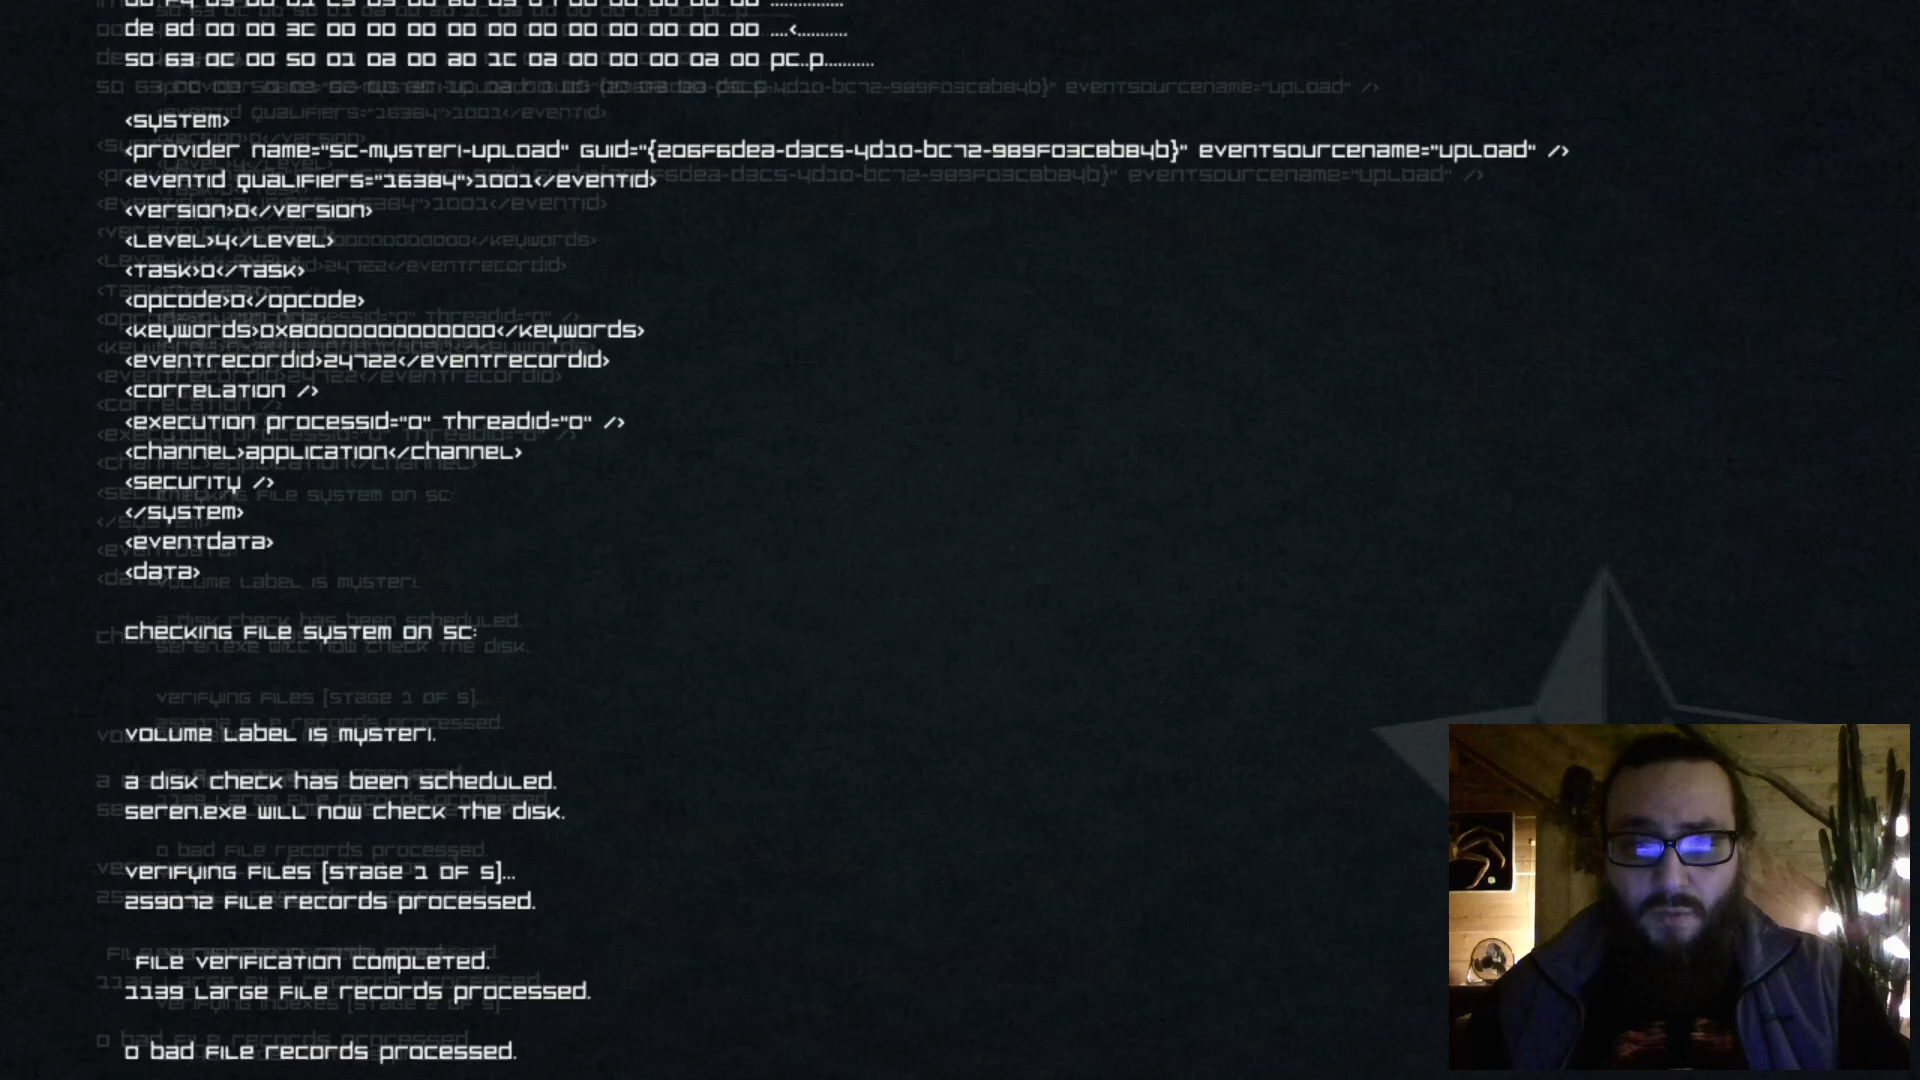 de 8d 00 00 3c 00 00 00 00 00 00 00 00 00 00 00 ....<...........
50 63 0c 00 50 01 0a 00 a0 1c 0a 00 00 00 0a 00 pc..p...........
<system>
<provider name="sc-mysteri-upload" guid="{206f6dea-d3c5-4d10-bc72-989f03c8b84b}" eventsourcename="upload" />
<eventid qualifiers="16384">1001</eventid>
<version>0</version>
<level>4</level>
<task>0</task>
<opcode>0</opcode>
<keywords>0x80000000000000</keywords>
<eventrecordid>24722</eventrecordid>
<correlation />
<execution processid="0" threadid="0" />
<channel>application</channel>
<security />
</system>
<eventdata>
<data>
checking file system on sc:
volume label is mysteri.
a disk check has been scheduled.
seren.exe will now check the disk.
verifying files [stage 1 of 5]...
259072 file records processed.
file verification completed.
1139 large file records processed.
0 bad file records processed.